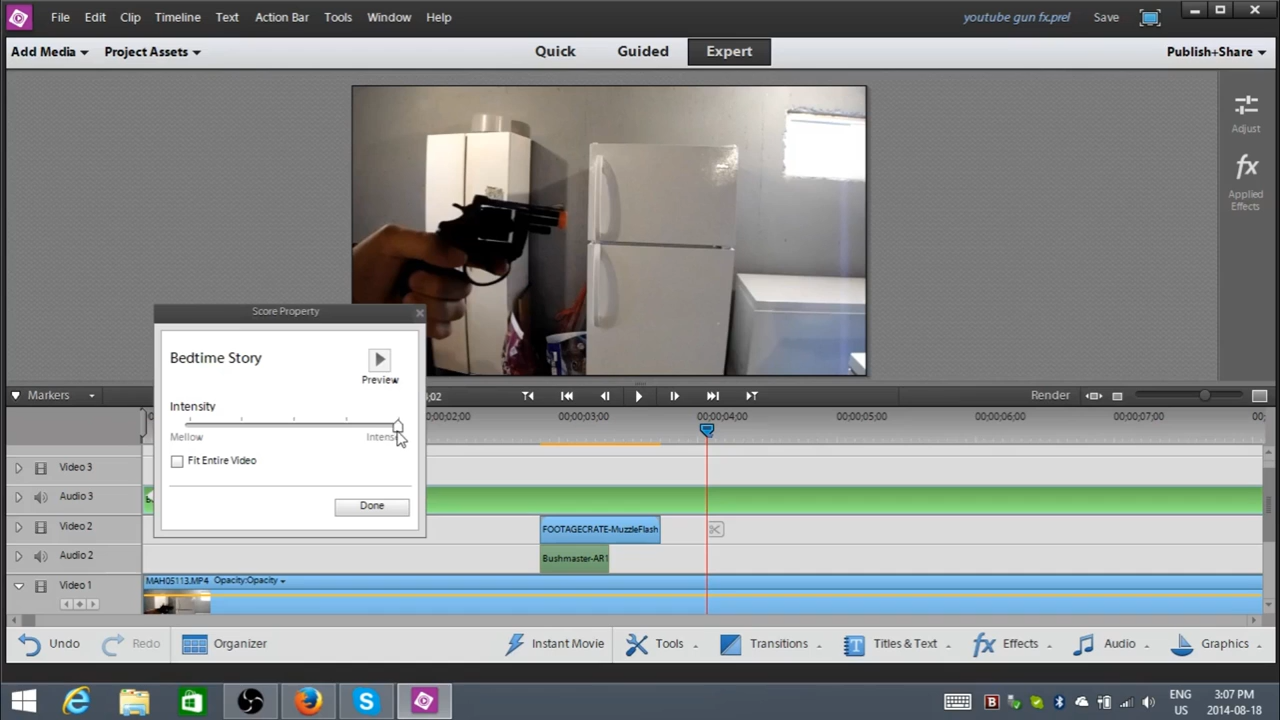 File Edit Clip Timeline Text Action Bar Tools Window Help youtube gun fx.prel Save
Add Media Project Assets Quick Guided Expert Publish+Share
Adjust
fx
Applied
Effects
Score Property
Bedtime Story
Preview
Intensity
Mellow Intense
Fit Entire Video
Done
Markers ;02 Render
00:00:02;00 00:00:03;00 00:00:04;00 00:00:05;00 00:00:06;00 00:00:07;00 00;
Video 3
Audio 3
Video 2 FOOTAGECRATE-MuzzleFlash
Audio 2 Bushmaster-AR1
Video 1 MAH05113.MP4 Opacity:Opacity
Undo Redo Organizer Instant Movie Tools Transitions T Titles & Text fx Effects Audio Graphics
ENG 3:07 PM
US 2014-08-18